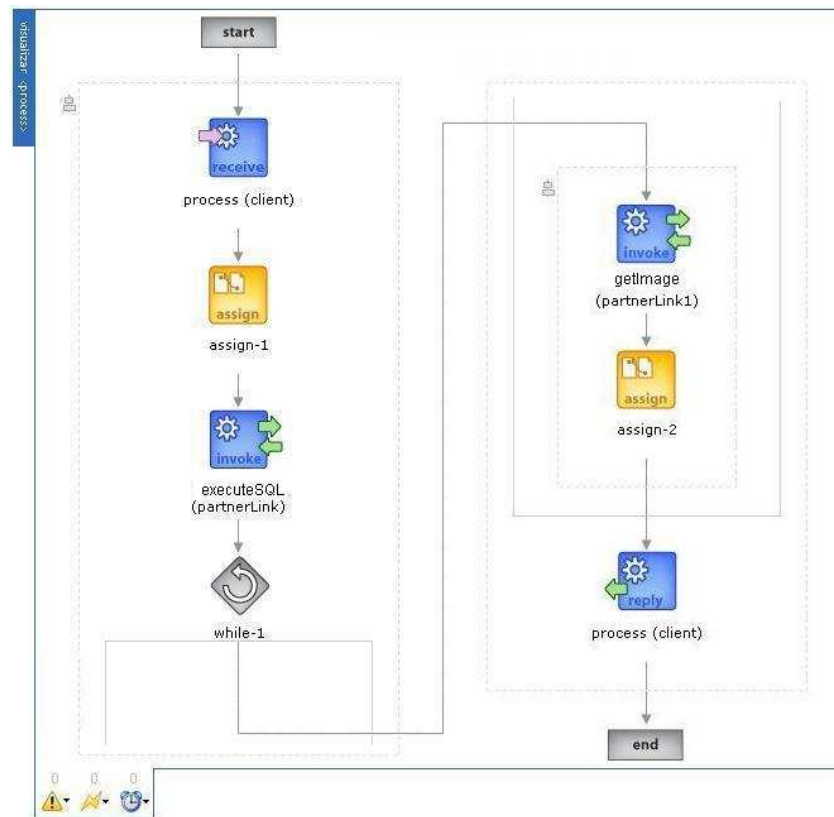 visualizar <process>
start
receive
process (client)
assign
assign-1
invoke
executeSQL
(partnerLink)
while-1
invoke
getImage
(partnerLink1)
assign
assign-2
reply
process (client)
end
0 0 0